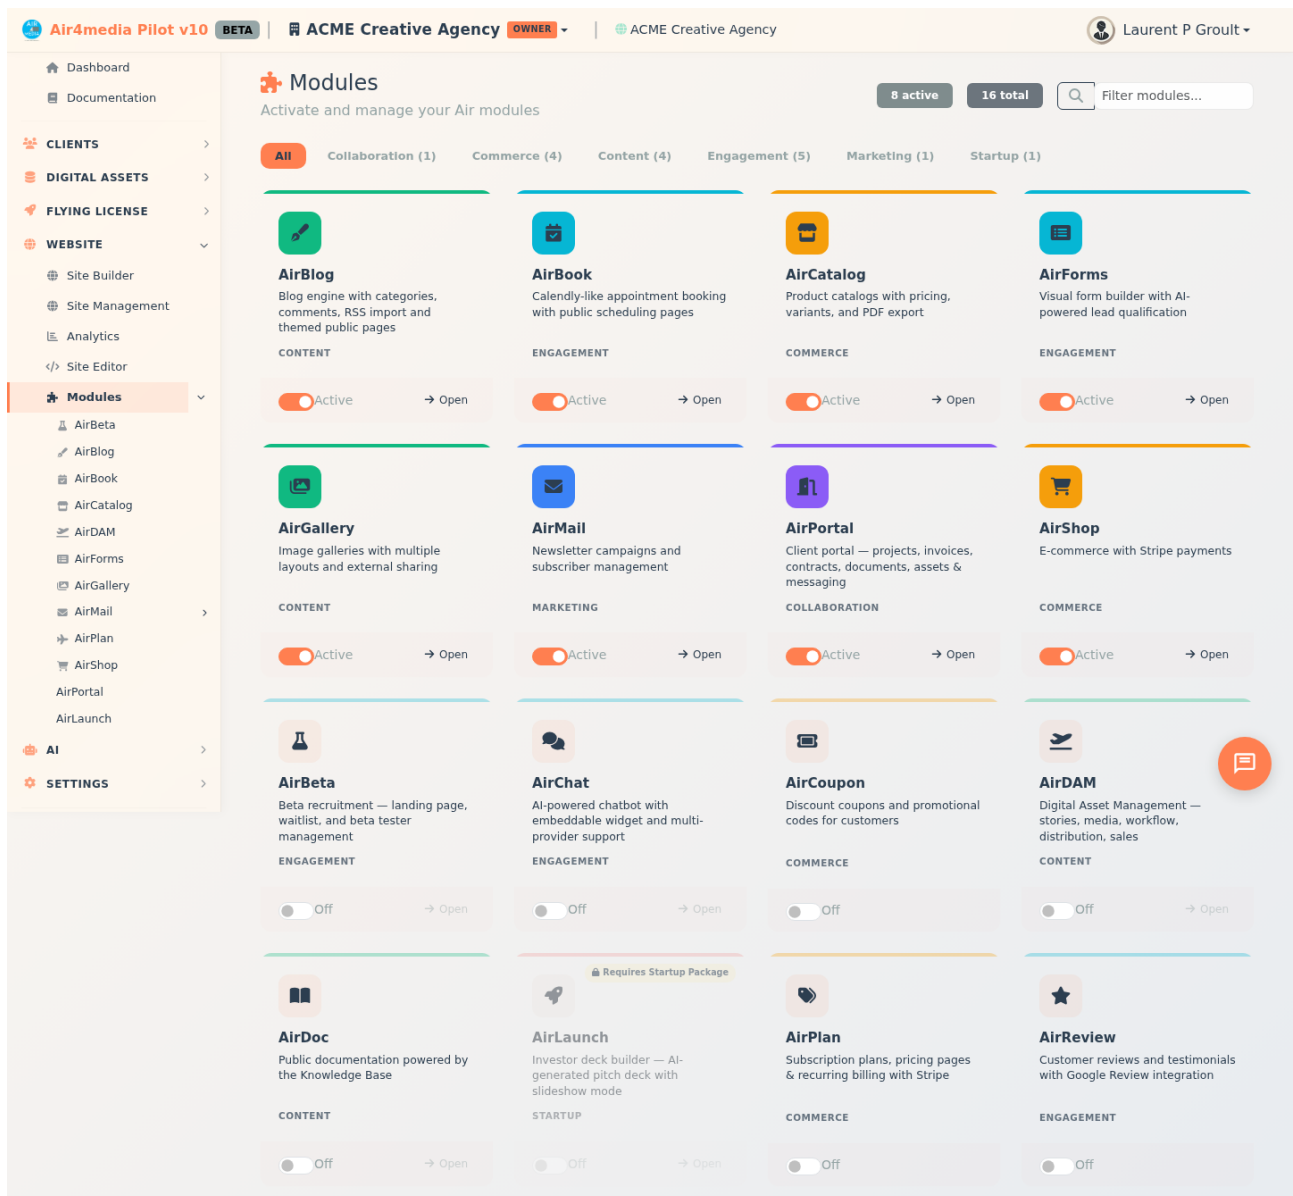 Air4media Pilot v10 BETA
ACME Creative Agency OWNER
ACME Creative Agency
Laurent P Groult
Dashboard
Documentation
CLIENTS
DIGITAL ASSETS
FLYING LICENSE
WEBSITE
Site Builder
Site Management
Analytics
Site Editor
Modules
AirBeta
AirBlog
AirBook
AirCatalog
AirDAM
AirForms
AirGallery
AirMail
AirPlan
AirShop
AirPortal
AirLaunch
AI
SETTINGS
Modules
Activate and manage your Air modules
8 active
16 total
Filter modules...
All
Collaboration (1)
Commerce (4)
Content (4)
Engagement (5)
Marketing (1)
Startup (1)
AirBlog
Blog engine with categories,
comments, RSS import and
themed public pages
CONTENT
Active
Open
AirBook
Calendly-like appointment booking
with public scheduling pages
ENGAGEMENT
Active
Open
AirCatalog
Product catalogs with pricing,
variants, and PDF export
COMMERCE
Active
Open
AirForms
Visual form builder with AI-
powered lead qualification
ENGAGEMENT
Active
Open
AirGallery
Image galleries with multiple
layouts and external sharing
CONTENT
Active
Open
AirMail
Newsletter campaigns and
subscriber management
MARKETING
Active
Open
AirPortal
Client portal — projects, invoices,
contracts, documents, assets &
messaging
COLLABORATION
Active
Open
AirShop
E-commerce with Stripe payments
COMMERCE
Active
Open
AirBeta
Beta recruitment — landing page,
waitlist, and beta tester
management
ENGAGEMENT
Off
Open
AirChat
AI-powered chatbot with
embeddable widget and multi-
provider support
ENGAGEMENT
Off
Open
AirCoupon
Discount coupons and promotional
codes for customers
COMMERCE
Off
AirDAM
Digital Asset Management —
stories, media, workflow,
distribution, sales
CONTENT
Off
Open
AirDoc
Public documentation powered by
the Knowledge Base
CONTENT
Off
Open
Requires Startup Package
AirLaunch
Investor deck builder — AI-
generated pitch deck with
slideshow mode
STARTUP
Off
Open
AirPlan
Subscription plans, pricing pages
& recurring billing with Stripe
COMMERCE
Off
AirReview
Customer reviews and testimonials
with Google Review integration
ENGAGEMENT
Off